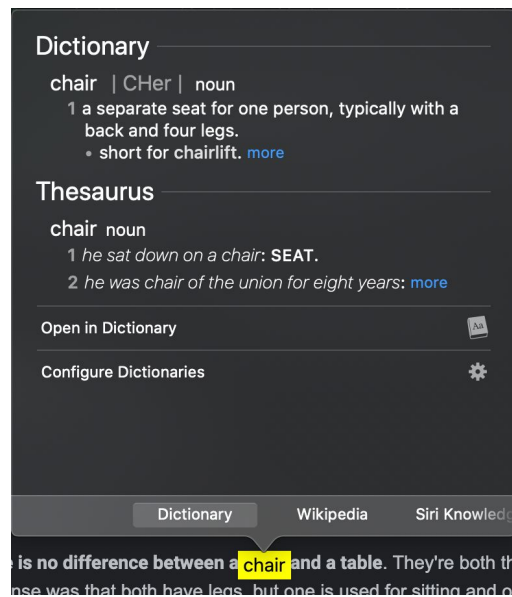 Dictionary
chair | CHer | noun
1 a separate seat for one person, typically with a
back and four legs.
• short for chairlift. more
Thesaurus
chair noun
1 he sat down on a chair: SEAT.
2 he was chair of the union for eight years: more
Open in Dictionary
Aa
Configure Dictionaries
Dictionary Wikipedia Siri
is no difference between a chair and a table. They're both
was that both have legs, but one is used for sitting and